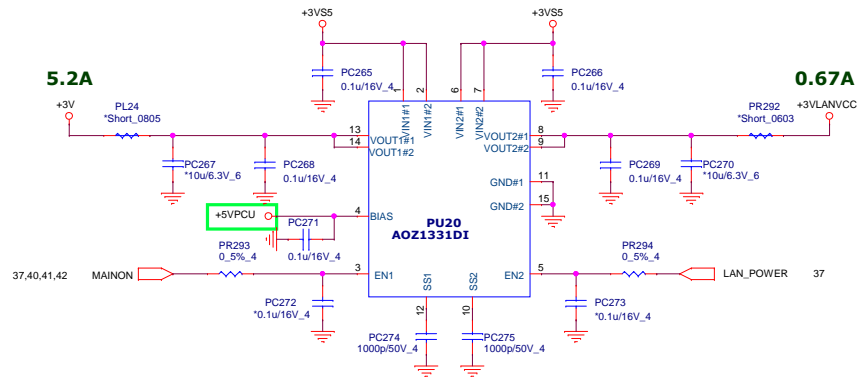 +3VS5
+3VS5
5.2A
0.67A
PC265
0.1u/16V_4
PC266
0.1u/16V_4
+3V
PL24
*Short_0805
1
2
6
7
VIN1#1
VIN1#2
VIN2#1
VIN2#2
PR292
*Short_0603
+3VLANVCC
13
14
VOUT1#1
VOUT1#2
VOUT2#1
VOUT2#2
8
9
PC267
*10u/6.3V_6
PC268
0.1u/16V_4
PC269
0.1u/16V_4
PC270
*10u/6.3V_6
GND#1
11
GND#2
15
+5VPCU
4
BIAS
PC271
0.1u/16V_4
PU20
AOZ1331DI
PR293
0_5%_4
PR294
0_5%_4
37,40,41,42
MAINON
3
EN1
EN2
5
LAN_POWER
37
SS1
SS2
PC272
*0.1u/16V_4
PC273
*0.1u/16V_4
12
10
PC274
1000p/50V_4
PC275
1000p/50V_4